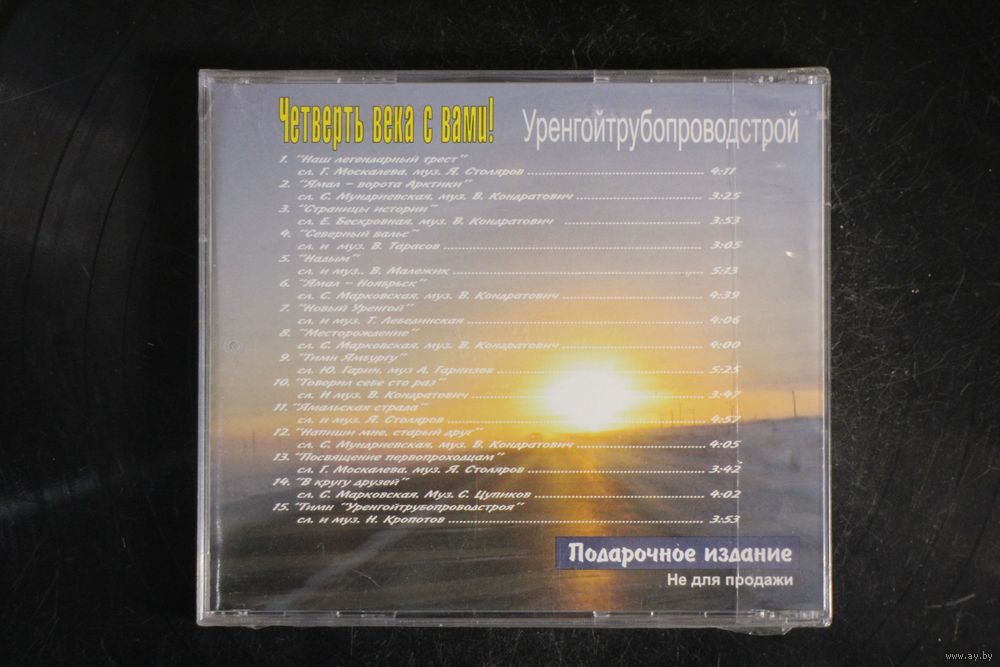 Четверть века с вами!
Уренгойтрубопроводстрой
1. "Наш легендарный трест"
сл. Г. Москалева, муз. Я. Столяров 4:11
2. "Ямал – ворота Арктики"
сл. С. Мундриевская, муз. В. Кондратович 3:25
3. "Страницы истории"
сл. Е. Бескровная, муз. В. Кондратович 3:53
4. "Северный вальс"
сл. и муз. В. Тарасов 3:05
5. "Надым"
сл. и муз.. В. Малежик 5:13
6. "Ямал – Ноябрьск"
сл. С. Марковская, муз. В. Кондратович 4:39
7. "Новый Уренгой"
сл. и муз. Т. Лебединская 4:06
8. "Месторождение"
сл. С. Марковская, муз. В. Кондратович 4:00
9. "Гимн Ямбургу"
сл. Ю. Гарин, муз А. Гарнизов 5:25
10. "Говорил себе сто раз"
сл. И муз. В. Кондратович 3:47
11. "Ямальская страда"
сл. и муз. Я. Столяров 4:57
12. "Напиши мне, старый друг"
сл. С. Мундриевская, муз. В. Кондратович 4:05
13. "Посвящение первопроходцам"
сл. Г. Москалева, муз. Я. Столяров 3:42
14. "В кругу друзей"
сл. С. Марковская. Муз. С. Цупиков 4:02
15. "Гимн "Уренгойтрубопроводстроя"
сл. и муз. Н. Кропотов 3:53
Подарочное издание
Не для продажи
www.ay.by